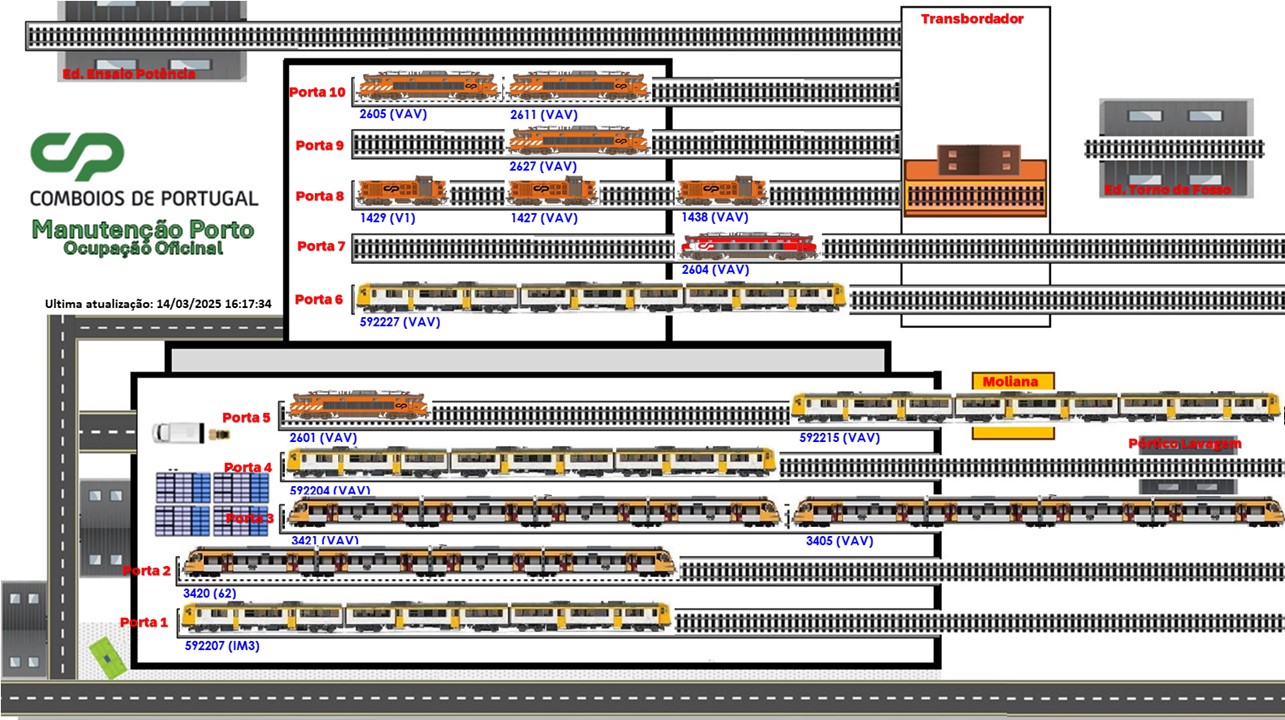 Transbordador
Ed. Ensaio Potência
Porta 10
2605 (VAV)
2611 (VAV)
Porta 9
2627 (VAV)
Ed. Torno de Fosso
CP
COMBOIOS DE PORTUGAL
Manutenção Porto
Ocupação Oficinal
Porta 8
1429 (V1)
1427 (VAV)
1438 (VAV)
Porta 7
2604 (VAV)
Ultima atualização: 14/03/2025 16:17:34
Porta 6
592227 (VAV)
Moliana
Porta 5
2601 (VAV)
592215 (VAV)
Pórtico Lavagem
Porta 4
592204 (VAV)
Porta 3
3421 (VAV)
3405 (VAV)
Porta 2
3420 (62)
Porta 1
592207 (IM3)